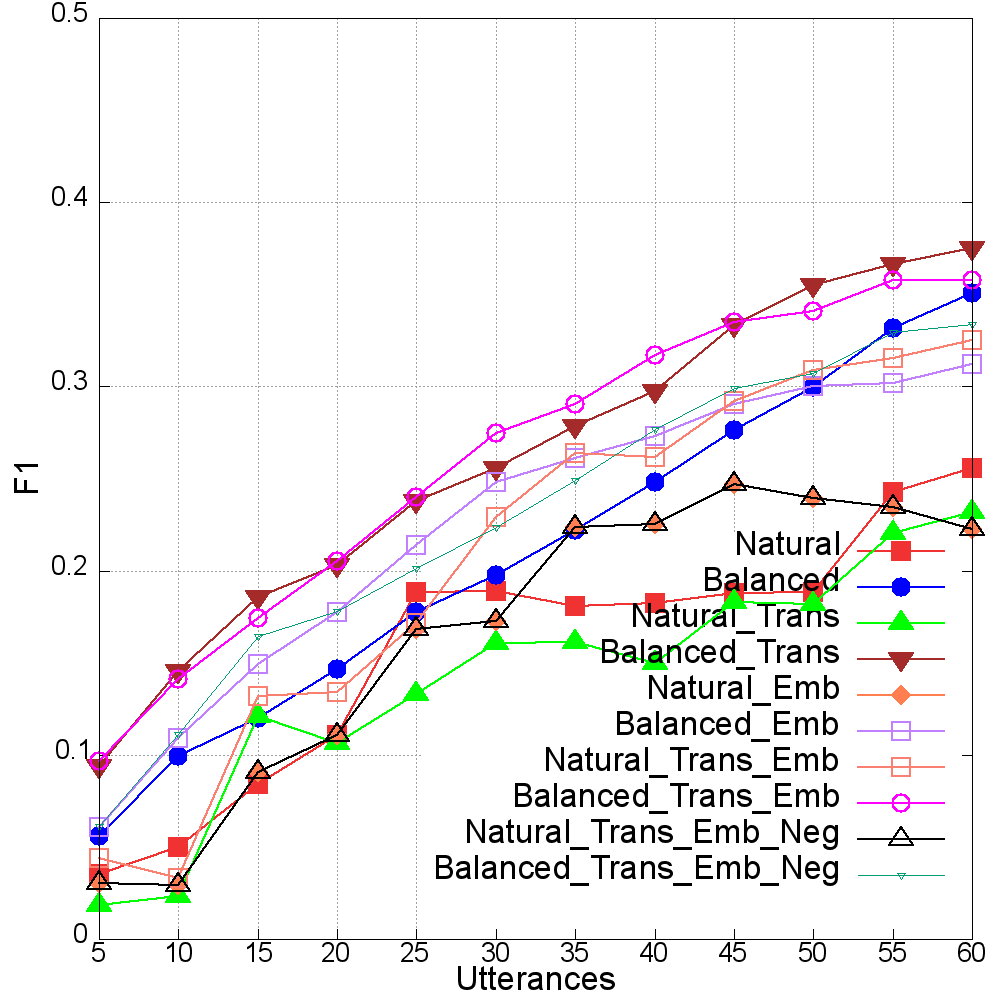 0.5
0.4
0.3
0.2
0.1
0
F1
5 10 15 20 25 30 35 40 45 50 55 60
Utterances
Natural
Balanced
Natural_Trans
Balanced_Trans
Natural_Emb
Balanced_Emb
Natural_Trans_Emb
Balanced_Trans_Emb
Natural_Trans_Emb_Neg
Balanced_Trans_Emb_Neg